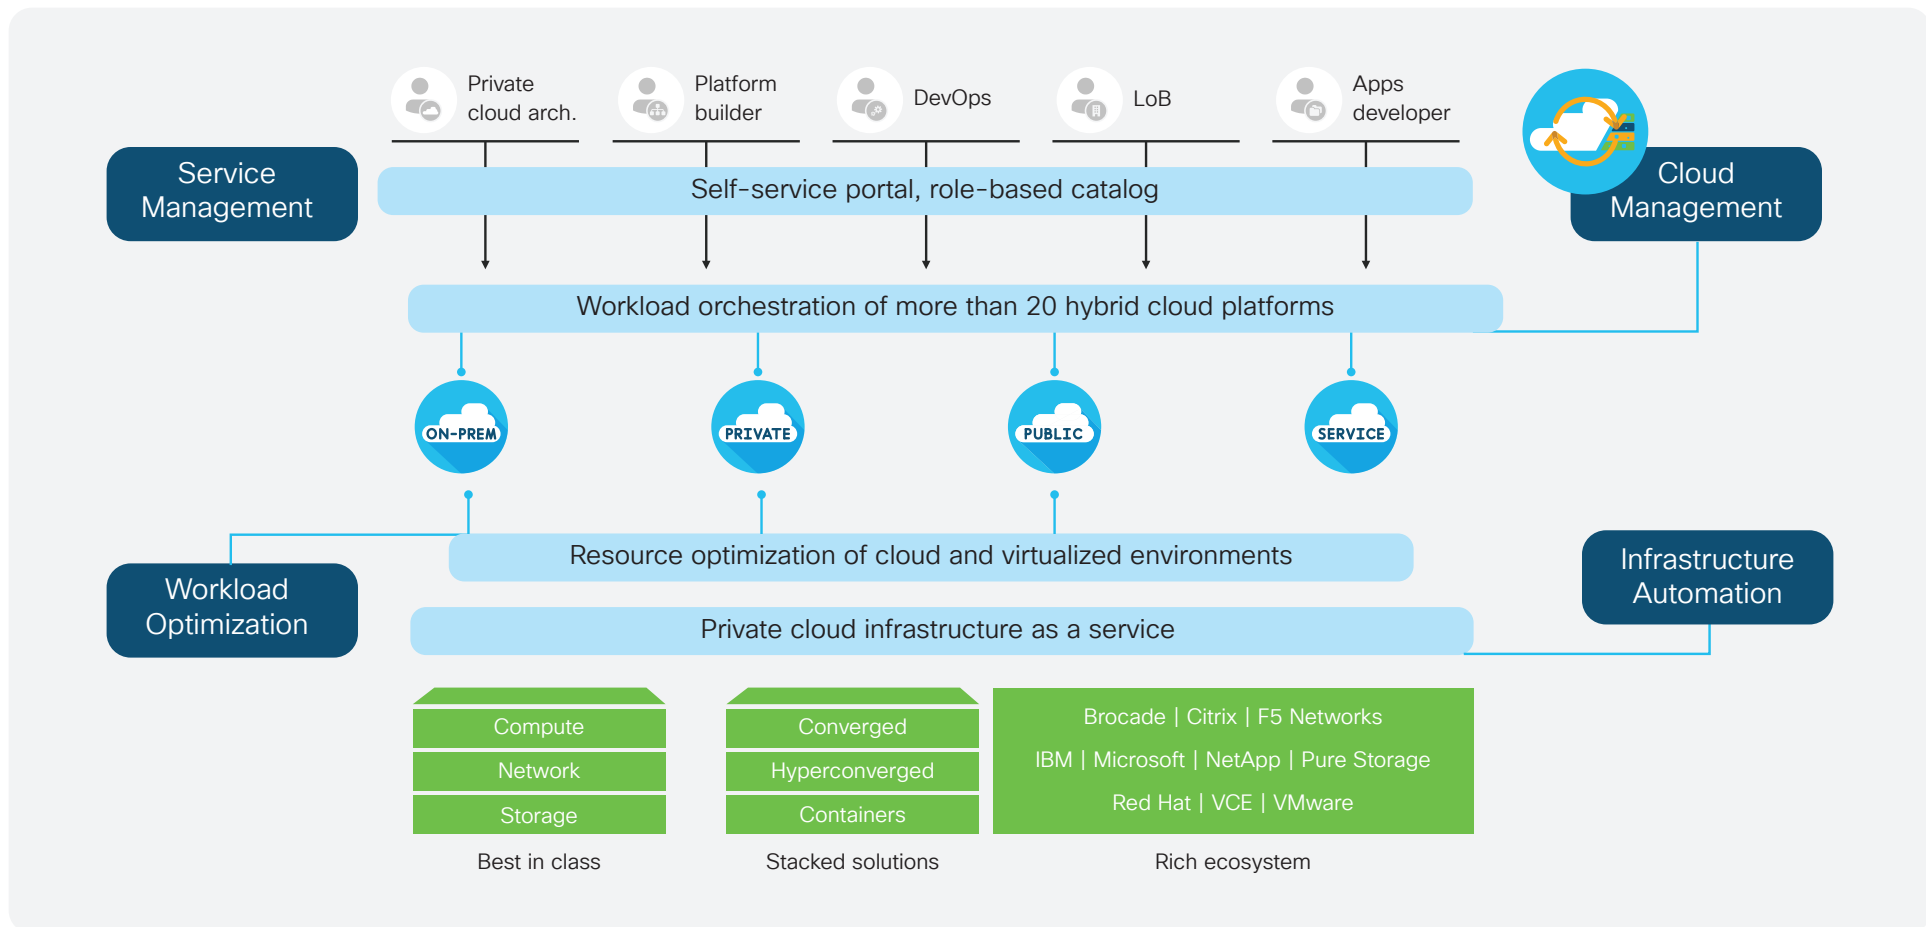 Private
cloud arch.
Platform
builder
DevOps
LoB
Apps
developer
Service
Management
Self-service portal, role-based catalog
Cloud
Management
Workload orchestration of more than 20 hybrid cloud platforms
ON-PREM
PRIVATE
PUBLIC
SERVICE
Resource optimization of cloud and virtualized environments
Workload
Optimization
Infrastructure
Automation
Private cloud infrastructure as a service
Compute
Network
Storage
Best in class
Converged
Hyperconverged
Containers
Stacked solutions
Brocade | Citrix | F5 Networks
IBM | Microsoft | NetApp | Pure Storage
Red Hat | VCE | VMware
Rich ecosystem